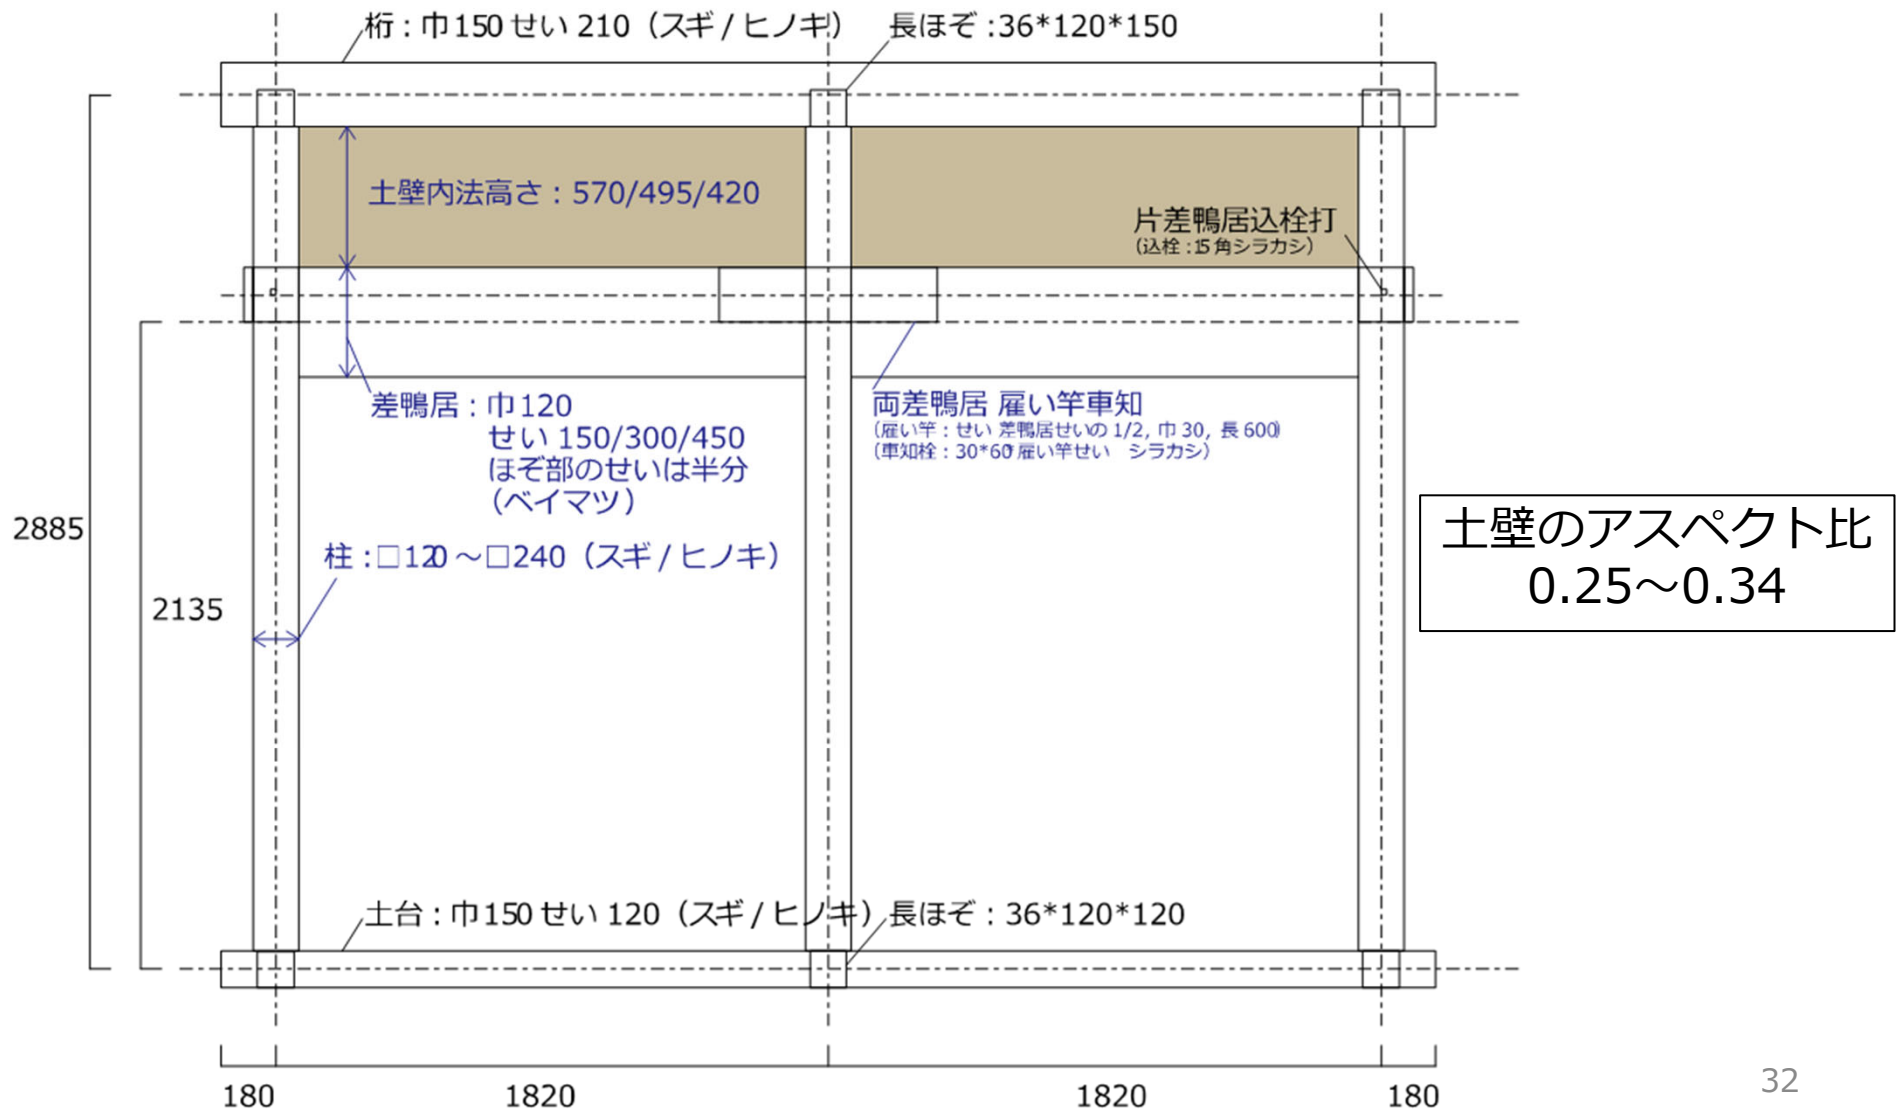 桁：巾150 せい 210（スギ / ヒノキ）
長ほぞ：36*120*150
土壁内法高さ：570/495/420
片差鴨居込栓打
（込栓：15 角シラカシ）
差鴨居：巾120
せい 150/300/450
ほぞ部のせいは半分
（ベイマツ）
両差鴨居 雇い竿車知
（雇い竿：せい 差鴨居せいの 1/2, 巾 30, 長 600）
（車知栓：30*60*雇い竿せい　シラカシ）
柱：□120 ～□240（スギ / ヒノキ）
土壁のアスペクト比
0.25～0.34
2885
2135
土台：巾150 せい 120（スギ / ヒノキ）
長ほぞ：36*120*120
180
1820
1820
180
32